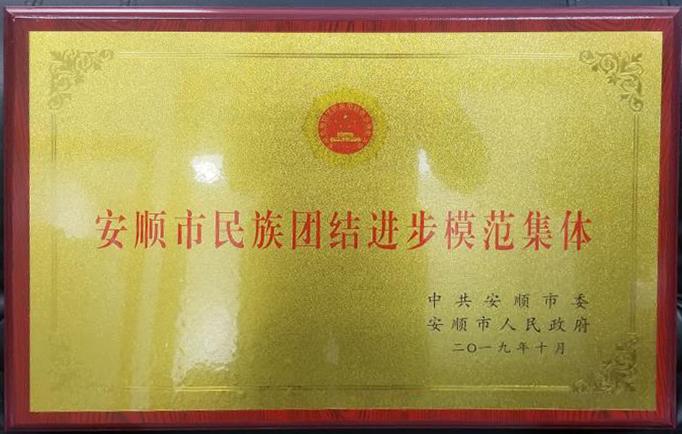 安顺市民族团结进步模范集体
中共安顺市委
安顺市人民政府
二〇一九年十月